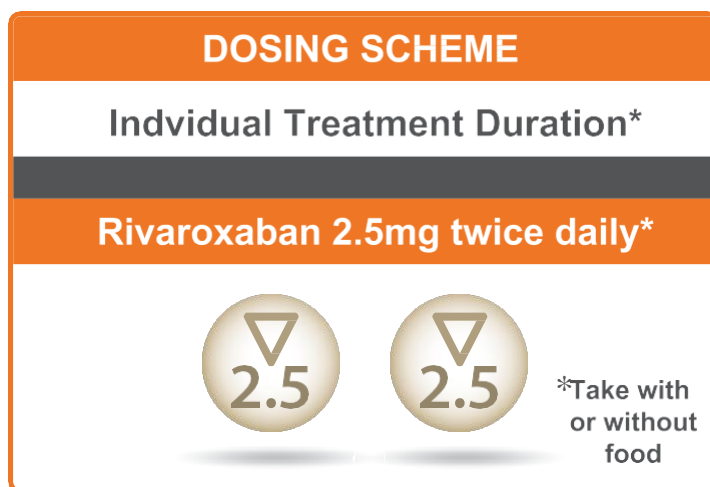 DOSING SCHEME
Indvidual Treatment Duration*
Rivaroxaban 2.5mg twice daily*
2.5 2.5
*Take with
or without
food